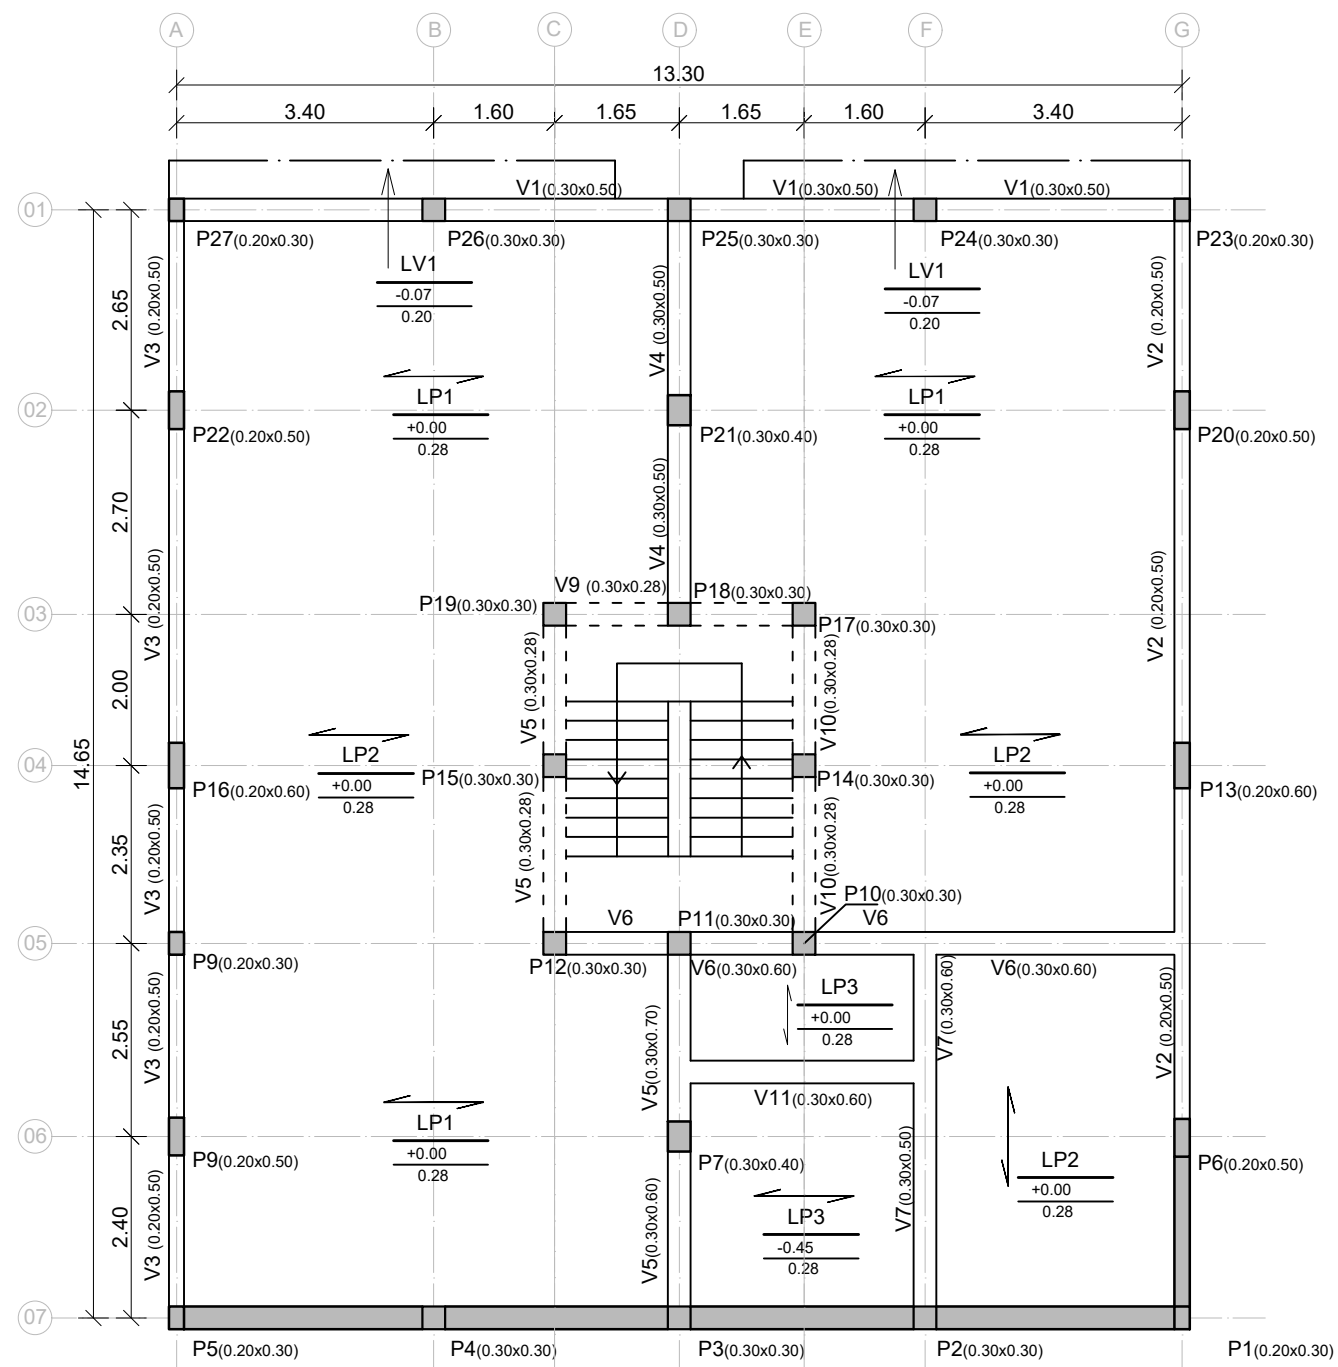 A B C D E F G
13.30
3.40 1.60 1.65 1.65 1.60 3.40
V1(0.30x0.50) V1(0.30x0.50) V1(0.30x0.50)
01
P27(0.20x0.30) P26(0.30x0.30) P25(0.30x0.30) P24(0.30x0.30) P23(0.20x0.30)
LV1
-0.07
0.20
LV1
-0.07
0.20
2.65
V3 (0.20x0.50)
V4 (0.30x0.50)
V2 (0.20x0.50)
LP1
+0.00
0.28
LP1
+0.00
0.28
02
P22(0.20x0.50) P21(0.30x0.40) P20(0.20x0.50)
2.70
V3 (0.20x0.50)
V4 (0.30x0.50)
V2 (0.20x0.50)
V9 (0.30x0.28)
P18(0.30x0.30)
P19(0.30x0.30)
03
P17(0.30x0.30)
2.00
V5 (0.30x0.28)
V10(0.30x0.28)
14.65
LP2
+0.00
0.28
LP2
+0.00
0.28
04
P16(0.20x0.60) P15(0.30x0.30) P14(0.30x0.30) P13(0.20x0.60)
2.35
V3 (0.20x0.50)
V5 (0.30x0.28)
V10(0.30x0.28)
P10(0.30x0.30)
V6 P11(0.30x0.30) V6
05
P9(0.20x0.30) P12(0.30x0.30) V6(0.30x0.60) V6(0.30x0.60)
LP3
+0.00
0.28
2.55
V3 (0.20x0.50)
V5(0.30x0.70)
V7(0.30x0.60)
V2 (0.20x0.50)
V11(0.30x0.60)
LP1
+0.00
0.28
06
P9(0.20x0.50) P7(0.30x0.40) P6(0.20x0.50)
LP2
+0.00
0.28
2.40
V3 (0.20x0.50)
V5(0.30x0.60)
V7(0.30x0.50)
LP3
-0.45
0.28
07
P5(0.20x0.30) P4(0.30x0.30) P3(0.30x0.30) P2(0.30x0.30) P1(0.20x0.30)